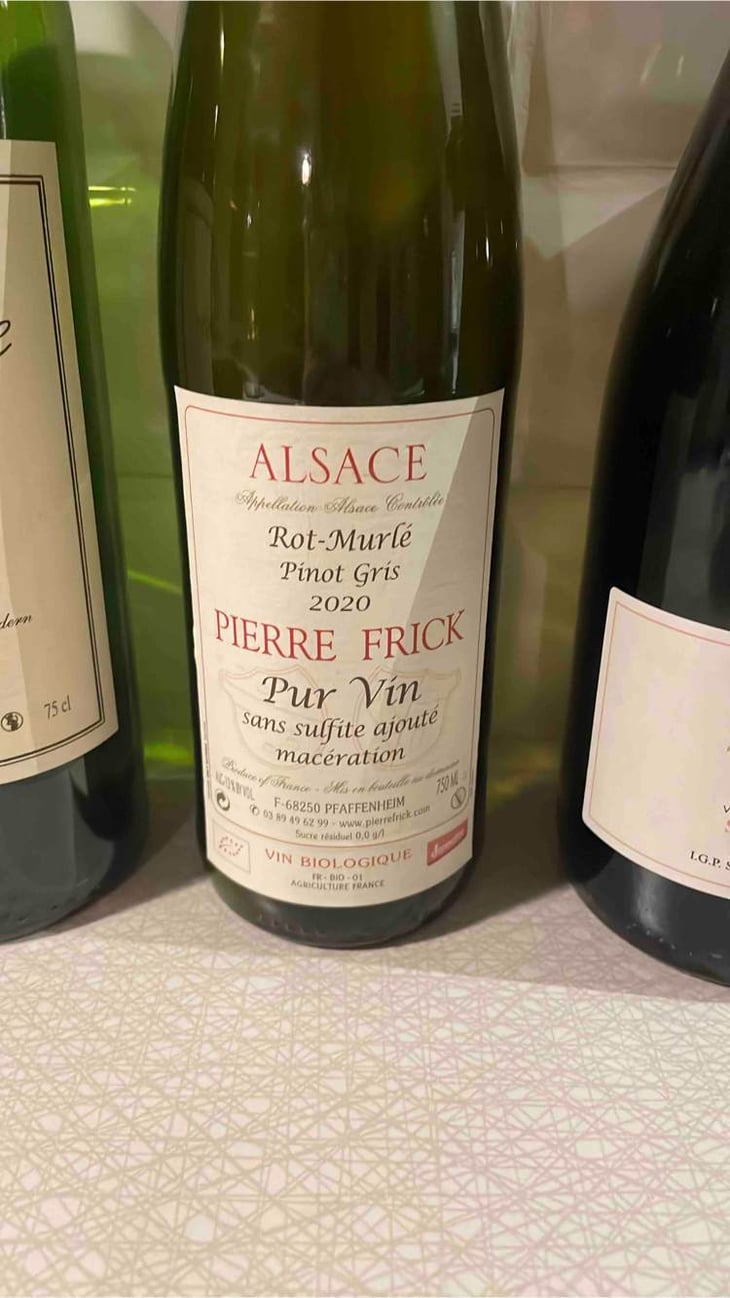 ALSACE
Appellation Alsace Contrôlée
Rot-Murlé
Pinot Gris
2020
PIERRE FRICK
Pur Vin
sans sulfite ajouté
macération
Produce of France - Mis en bouteille au domaine
750 ML
F-68250 PFAFFENHEIM
✆ 03 89 49 62 99 - www.pierrefrick.com
Sucre résiduel 0,0 g/l
VIN BIOLOGIQUE
FR - BIO - 01
AGRICULTURE FRANCE
75 cl
I.G.P.